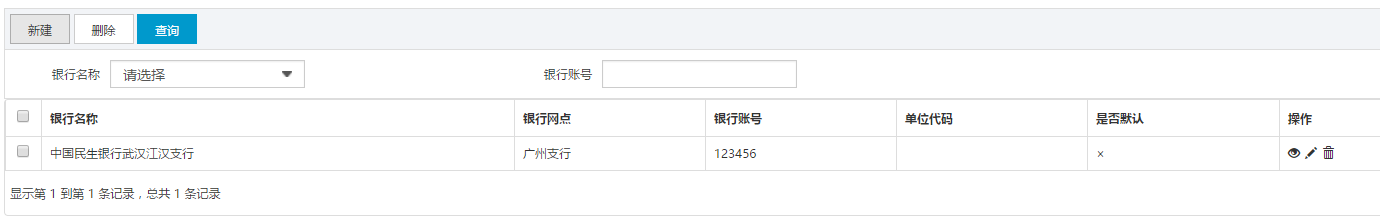 新建 删除 查询
银行名称 请选择 银行账号
银行名称 银行网点 银行账号 单位代码 是否默认 操作
中国民生银行武汉江汉支行 广州支行 123456 ×
显示第 1 到第 1 条记录，总共 1 条记录